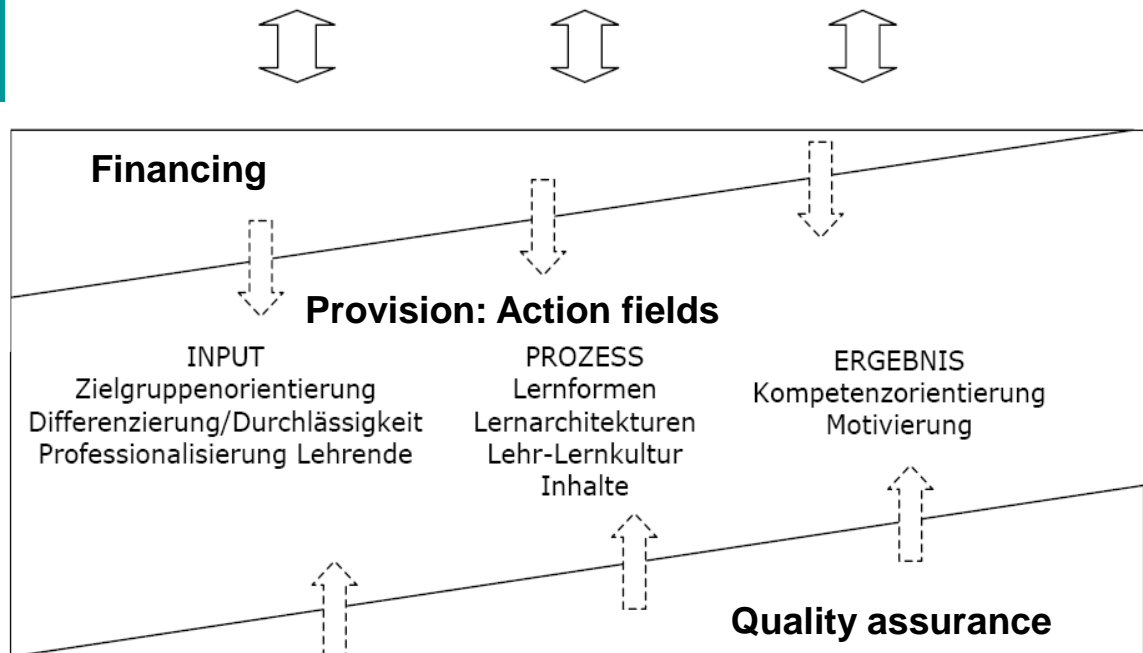 Financing
Provision: Action fields
INPUT
Zielgruppenorientierung
Differenzierung/Durchlässigkeit
Professionalisierung Lehrende
PROZESS
Lernformen
Lernarchitekturen
Lehr-Lernkultur
Inhalte
ERGEBNIS
Kompetenzorientierung
Motivierung
Quality assurance